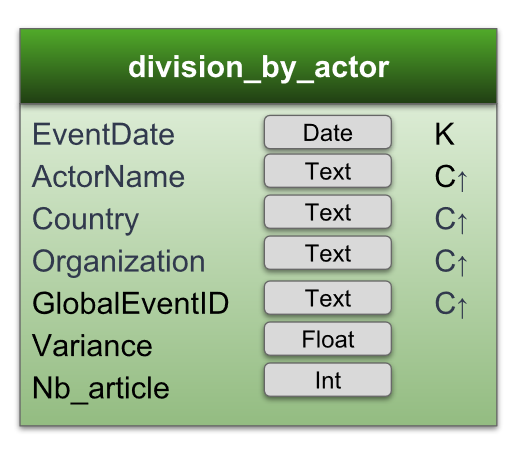 division_by_actor
EventDate Date K
ActorName Text C↑
Country Text C↑
Organization Text C↑
GlobalEventID Text C↑
Variance Float
Nb_article Int